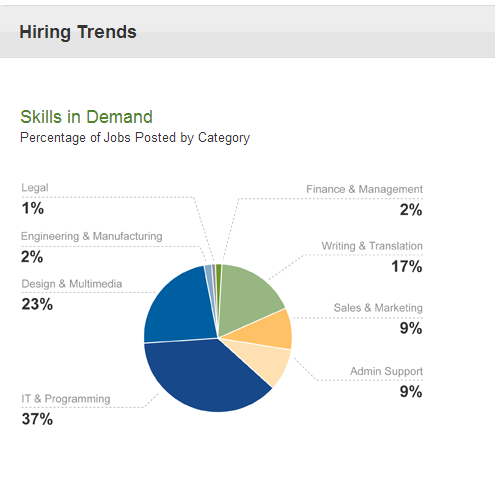 Hiring Trends
Skills in Demand
Percentage of Jobs Posted by Category
Legal
1%
Engineering & Manufacturing
2%
Design & Multimedia
23%
IT & Programming
37%
Finance & Management
2%
Writing & Translation
17%
Sales & Marketing
9%
Admin Support
9%